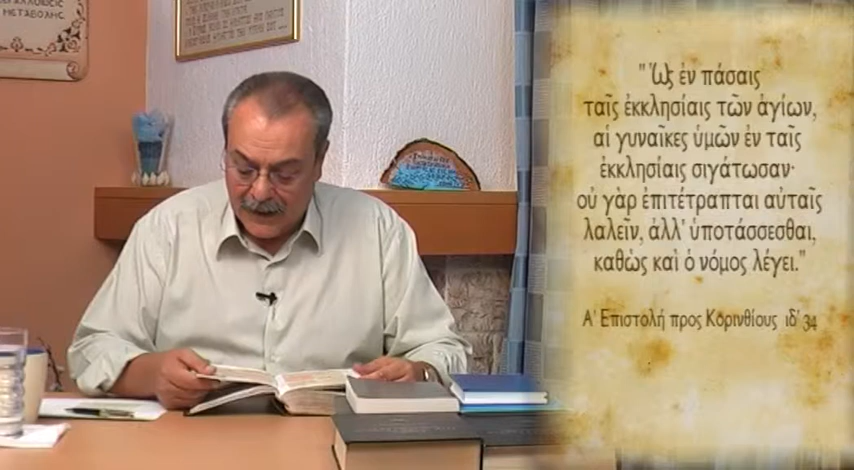 ΜΕΤΑΒΟΛΗΣ
" Ὡς ἐν πάσαις
ταῖς ἐκκλησίαις τῶν ἁγίων,
αἱ γυναῖκες ὑμῶν ἐν ταῖς
ἐκκλησίαις σιγάτωσαν·
οὐ γὰρ ἐπιτέτραπται αὐταῖς
λαλεῖν, ἀλλ' ὑποτάσσεσθαι,
καθὼς καὶ ὁ νόμος λέγει."
Α' Επιστολή προς Κορινθίους ιδ' 34